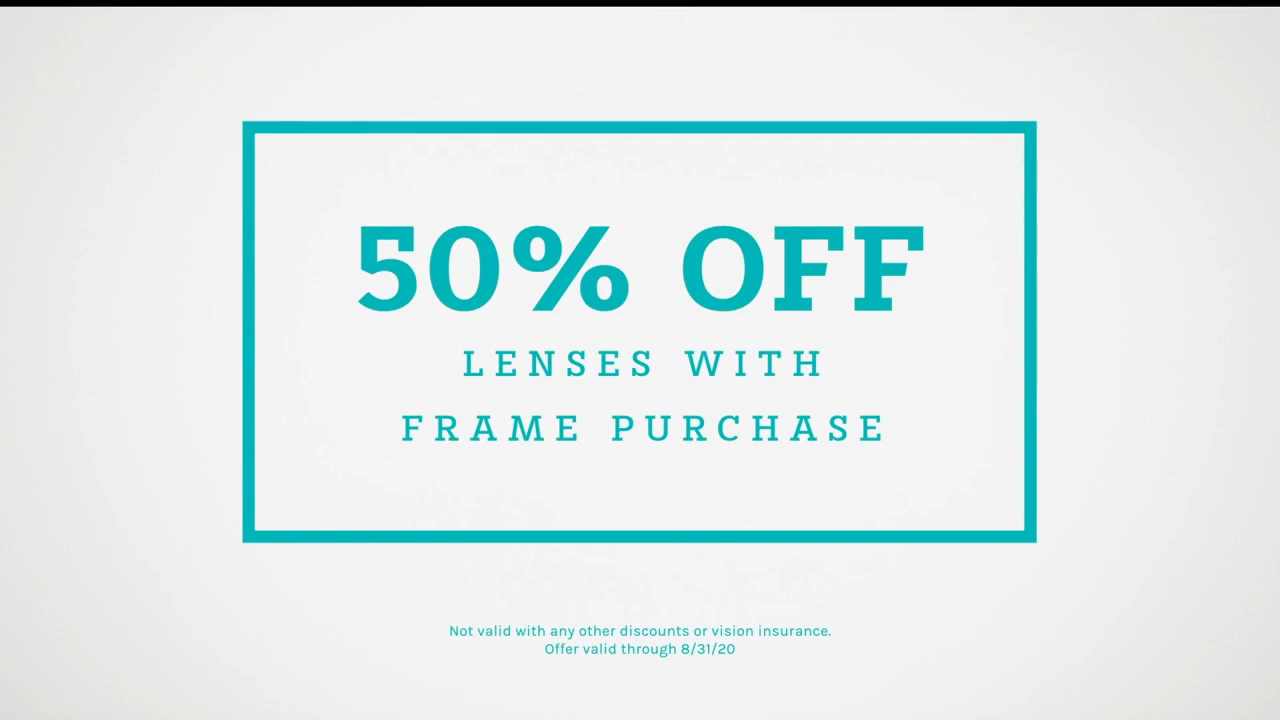 50% OFF
LENSES WITH
FRAME PURCHASE
Not valid with any other discounts or vision insurance.
Offer valid through 8/31/20